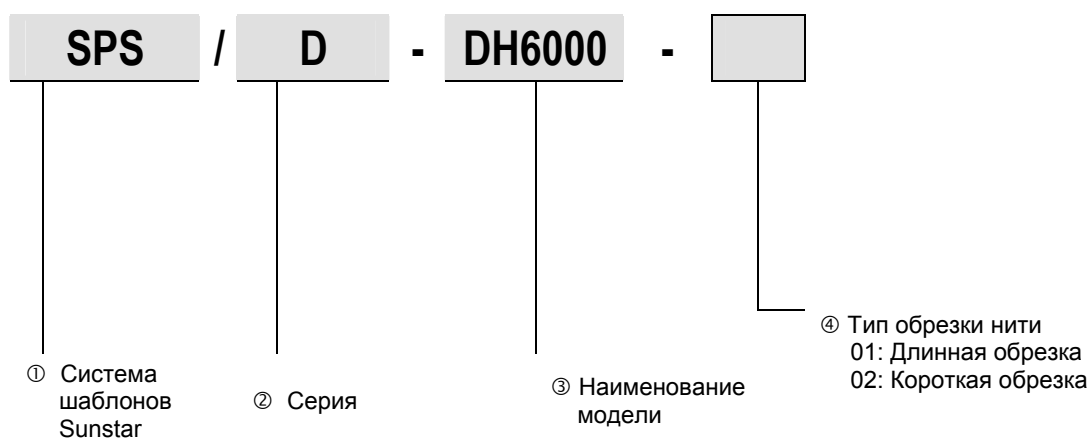 SPS / D - DH6000 -
④ Тип обрезки нити
01: Длинная обрезка
02: Короткая обрезка
① Система
шаблонов
Sunstar
② Серия
③ Наименование
модели